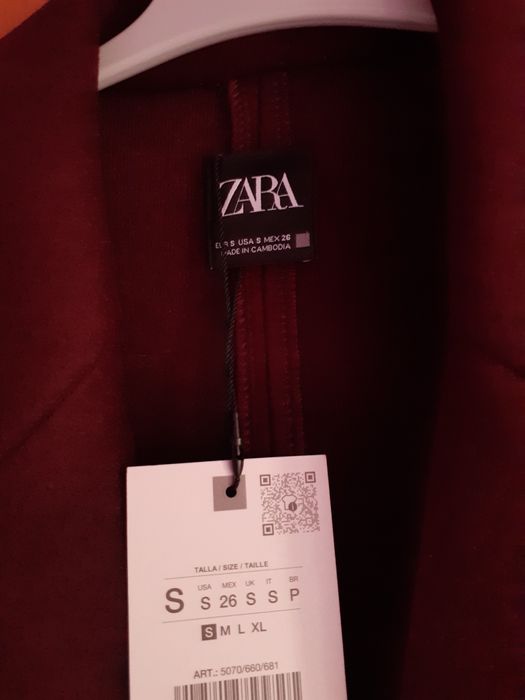 ZARA
EUR S USA S MEX 26
MADE IN CAMBODIA
TALLA / SIZE / TAILLE
USA MEX UK IT BR
S S 26 S S P
S M L XL
ART.: 5070/660/681